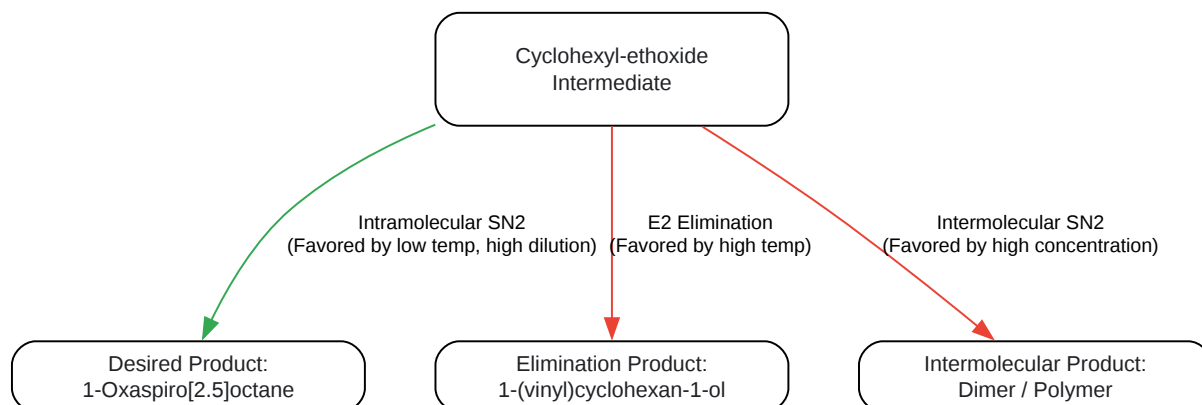 Cyclohexyl-ethoxide
Intermediate
Intramolecular SN2
(Favored by low temp, high dilution)
E2 Elimination
(Favored by high temp)
Intermolecular SN2
(Favored by high concentration)
Desired Product:
1-Oxaspiro[2.5]octane
Elimination Product:
1-(vinyl)cyclohexan-1-ol
Intermolecular Product:
Dimer / Polymer